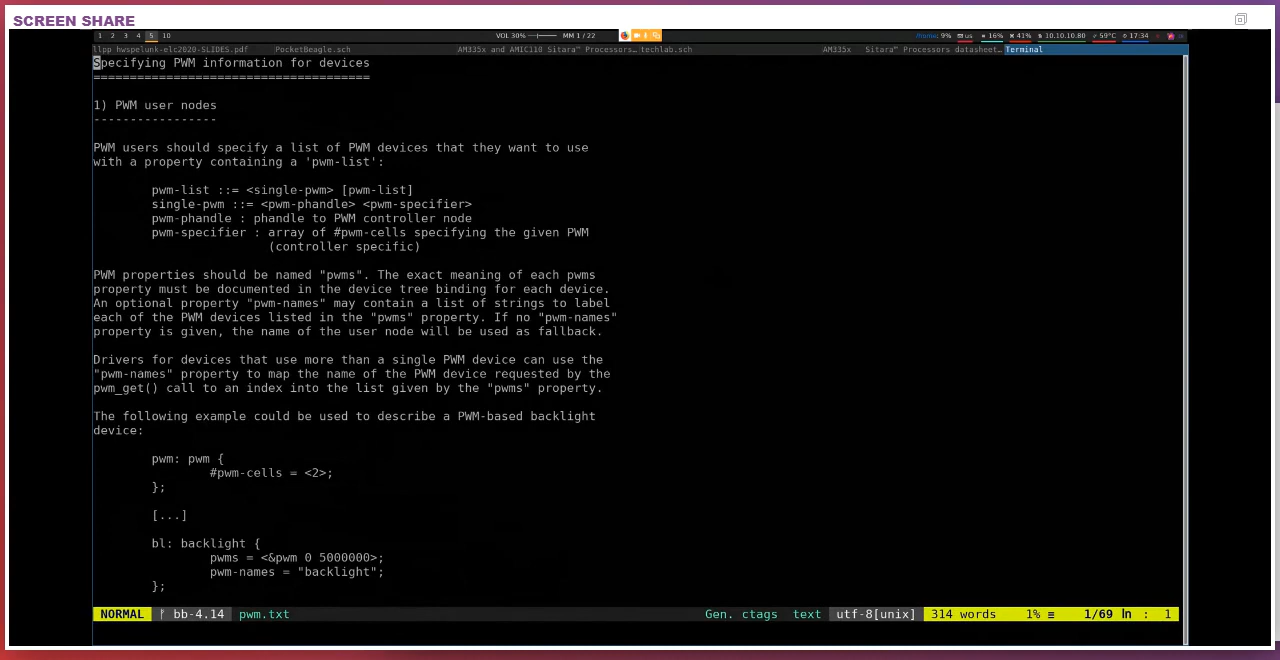 SCREEN SHARE
1 2 3 4 5 10 VOL 30% MM 1 / 22 9% us 16% 41% 10.10.10.80 59°C 17:34
llpp hwspelunk-elc2020-SLIDES.pdf PocketBeagle.sch AM335x and AMIC110 Sitara™ Processors… techlab.sch AM335x Sitara™ Processors datasheet… Terminal
Specifying PWM information for devices
======================================
1) PWM user nodes
-----------------
PWM users should specify a list of PWM devices that they want to use
with a property containing a 'pwm-list':
pwm-list ::= <single-pwm> [pwm-list]
single-pwm ::= <pwm-phandle> <pwm-specifier>
pwm-phandle : phandle to PWM controller node
pwm-specifier : array of #pwm-cells specifying the given PWM
(controller specific)
PWM properties should be named "pwms". The exact meaning of each pwms
property must be documented in the device tree binding for each device.
An optional property "pwm-names" may contain a list of strings to label
each of the PWM devices listed in the "pwms" property. If no "pwm-names"
property is given, the name of the user node will be used as fallback.
Drivers for devices that use more than a single PWM device can use the
"pwm-names" property to map the name of the PWM device requested by the
pwm_get() call to an index into the list given by the "pwms" property.
The following example could be used to describe a PWM-based backlight
device:
pwm: pwm {
#pwm-cells = <2>;
};
[...]
bl: backlight {
pwms = <&pwm 0 5000000>;
pwm-names = "backlight";
};
NORMAL bb-4.14 pwm.txt Gen. ctags text utf-8[unix] 314 words 1% ≡ 1/69 ln : 1